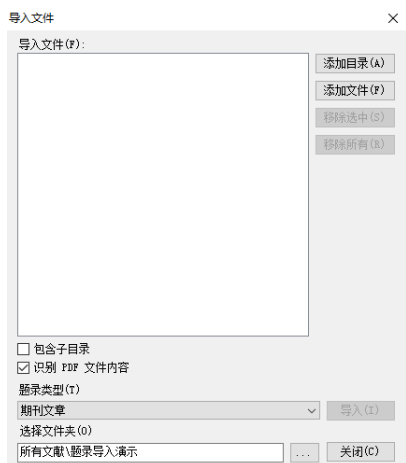 导入文件
导入文件(F):
添加目录(A)
添加文件(F)
移除选中(S)
移除所有(R)
包含子目录
识别 PDF 文件内容
题录类型(T)
期刊文章
导入(I)
选择文件夹(O)
所有文献\题录导入演示
...
关闭(C)